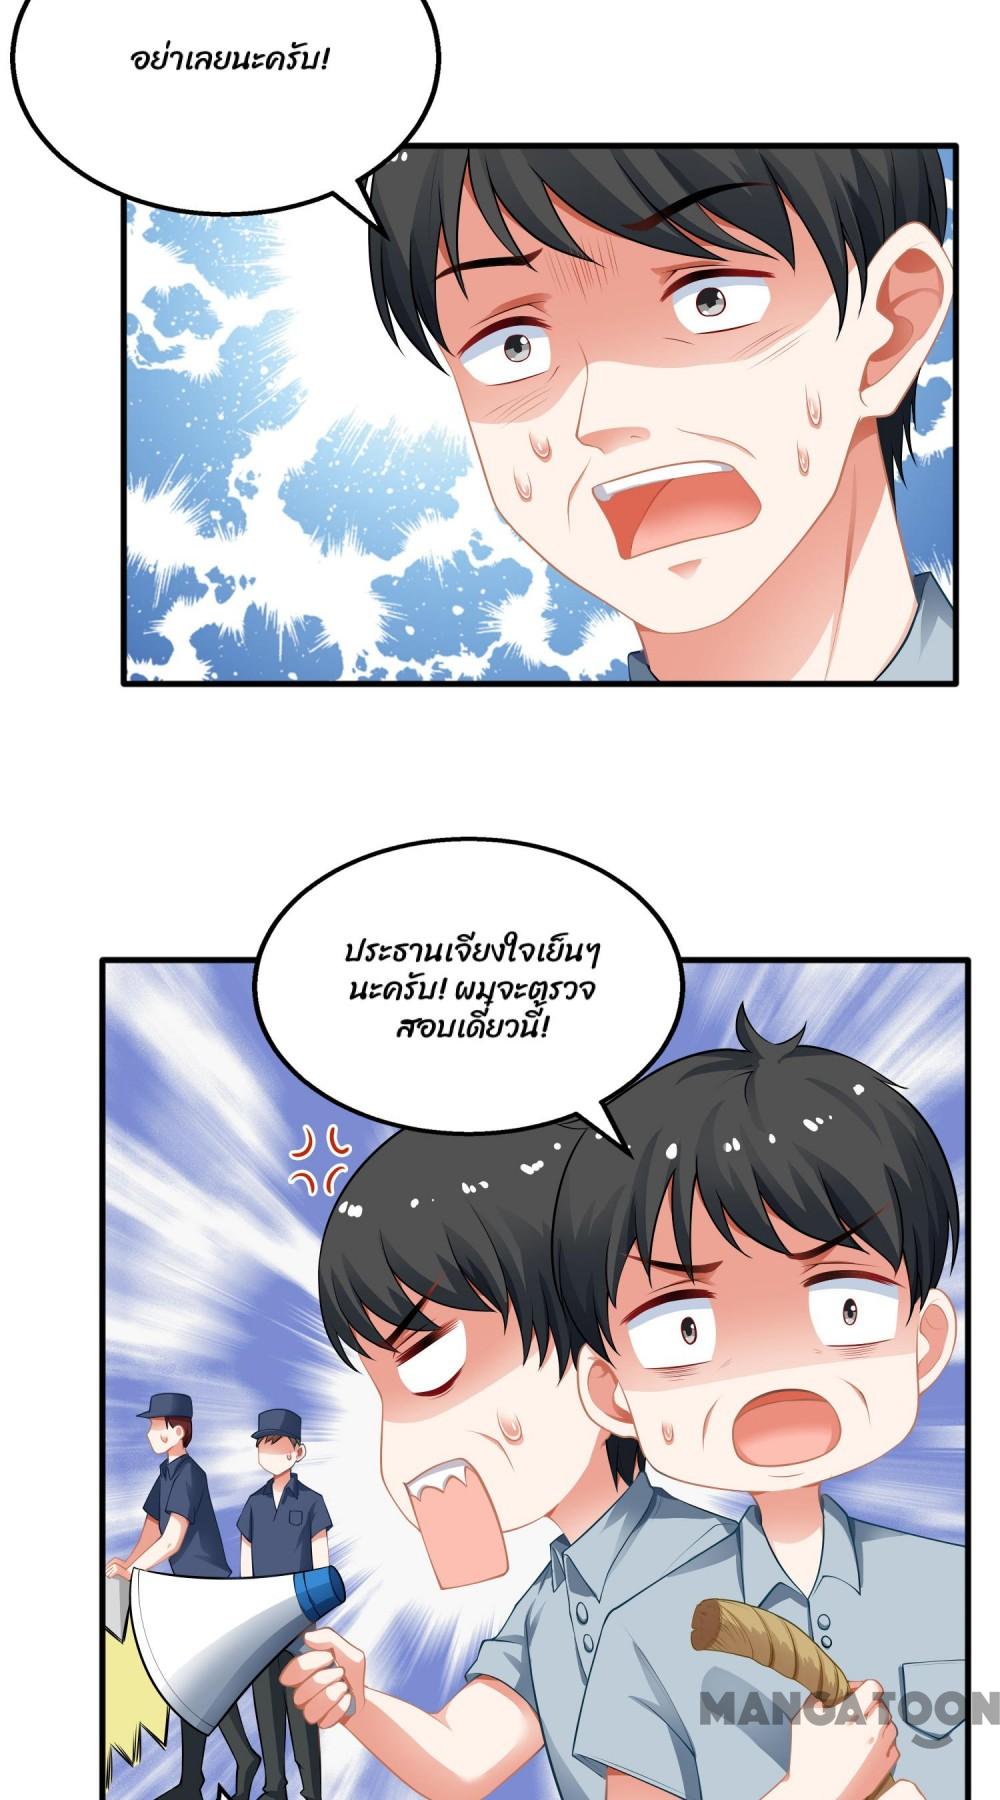 อย่าเลยนะครับ!
ประธานเจียงใจเย็นๆ
นะครับ! ผมจะตรวจ
สอบเดี๋ยวนี้!
MANGATOON